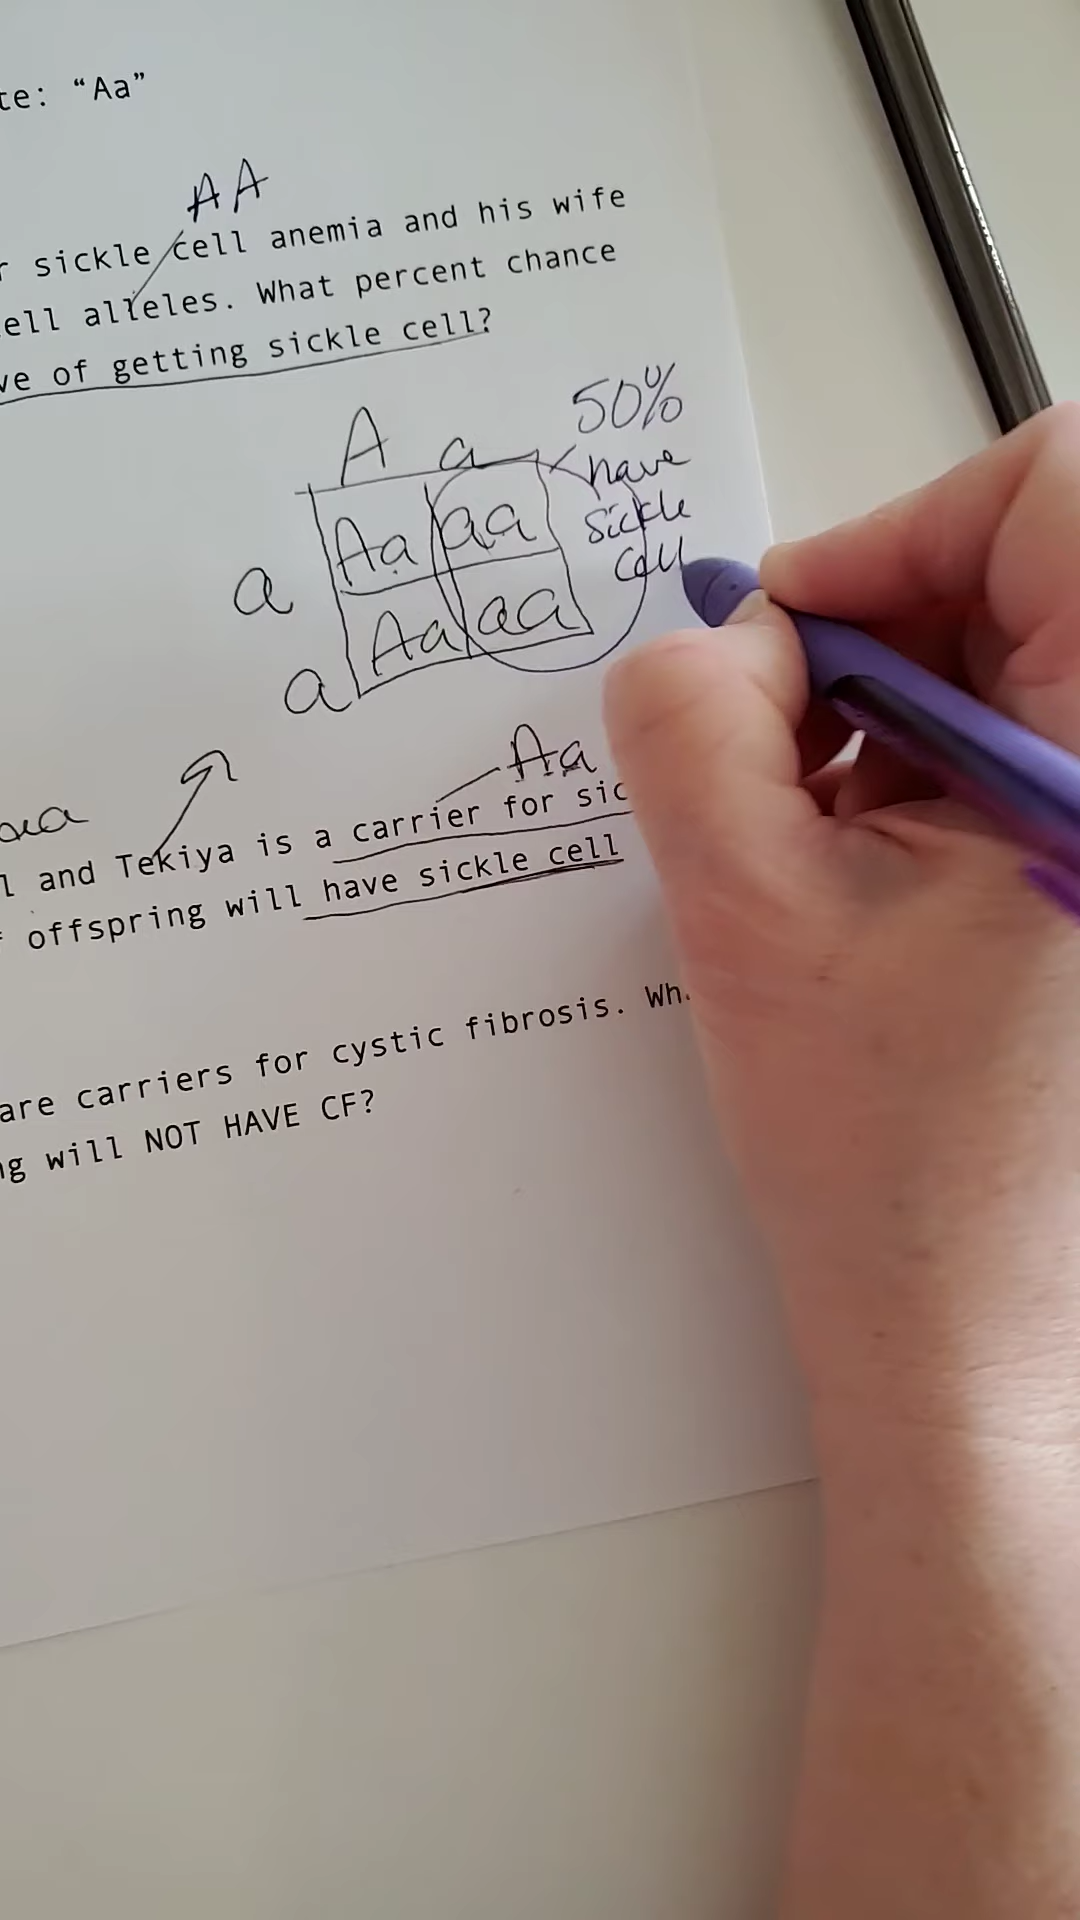 te: “Aa”
AA
r sickle cell anemia and his wife
ell alleles. What percent chance
ve of getting sickle cell?
50%
A a
have
Aa aa
sickle
cell
a
Aa aa
a
Aa
l and Tekiya is a carrier for sic
offspring will have sickle cell
are carriers for cystic fibrosis. Wh
ng will NOT HAVE CF?